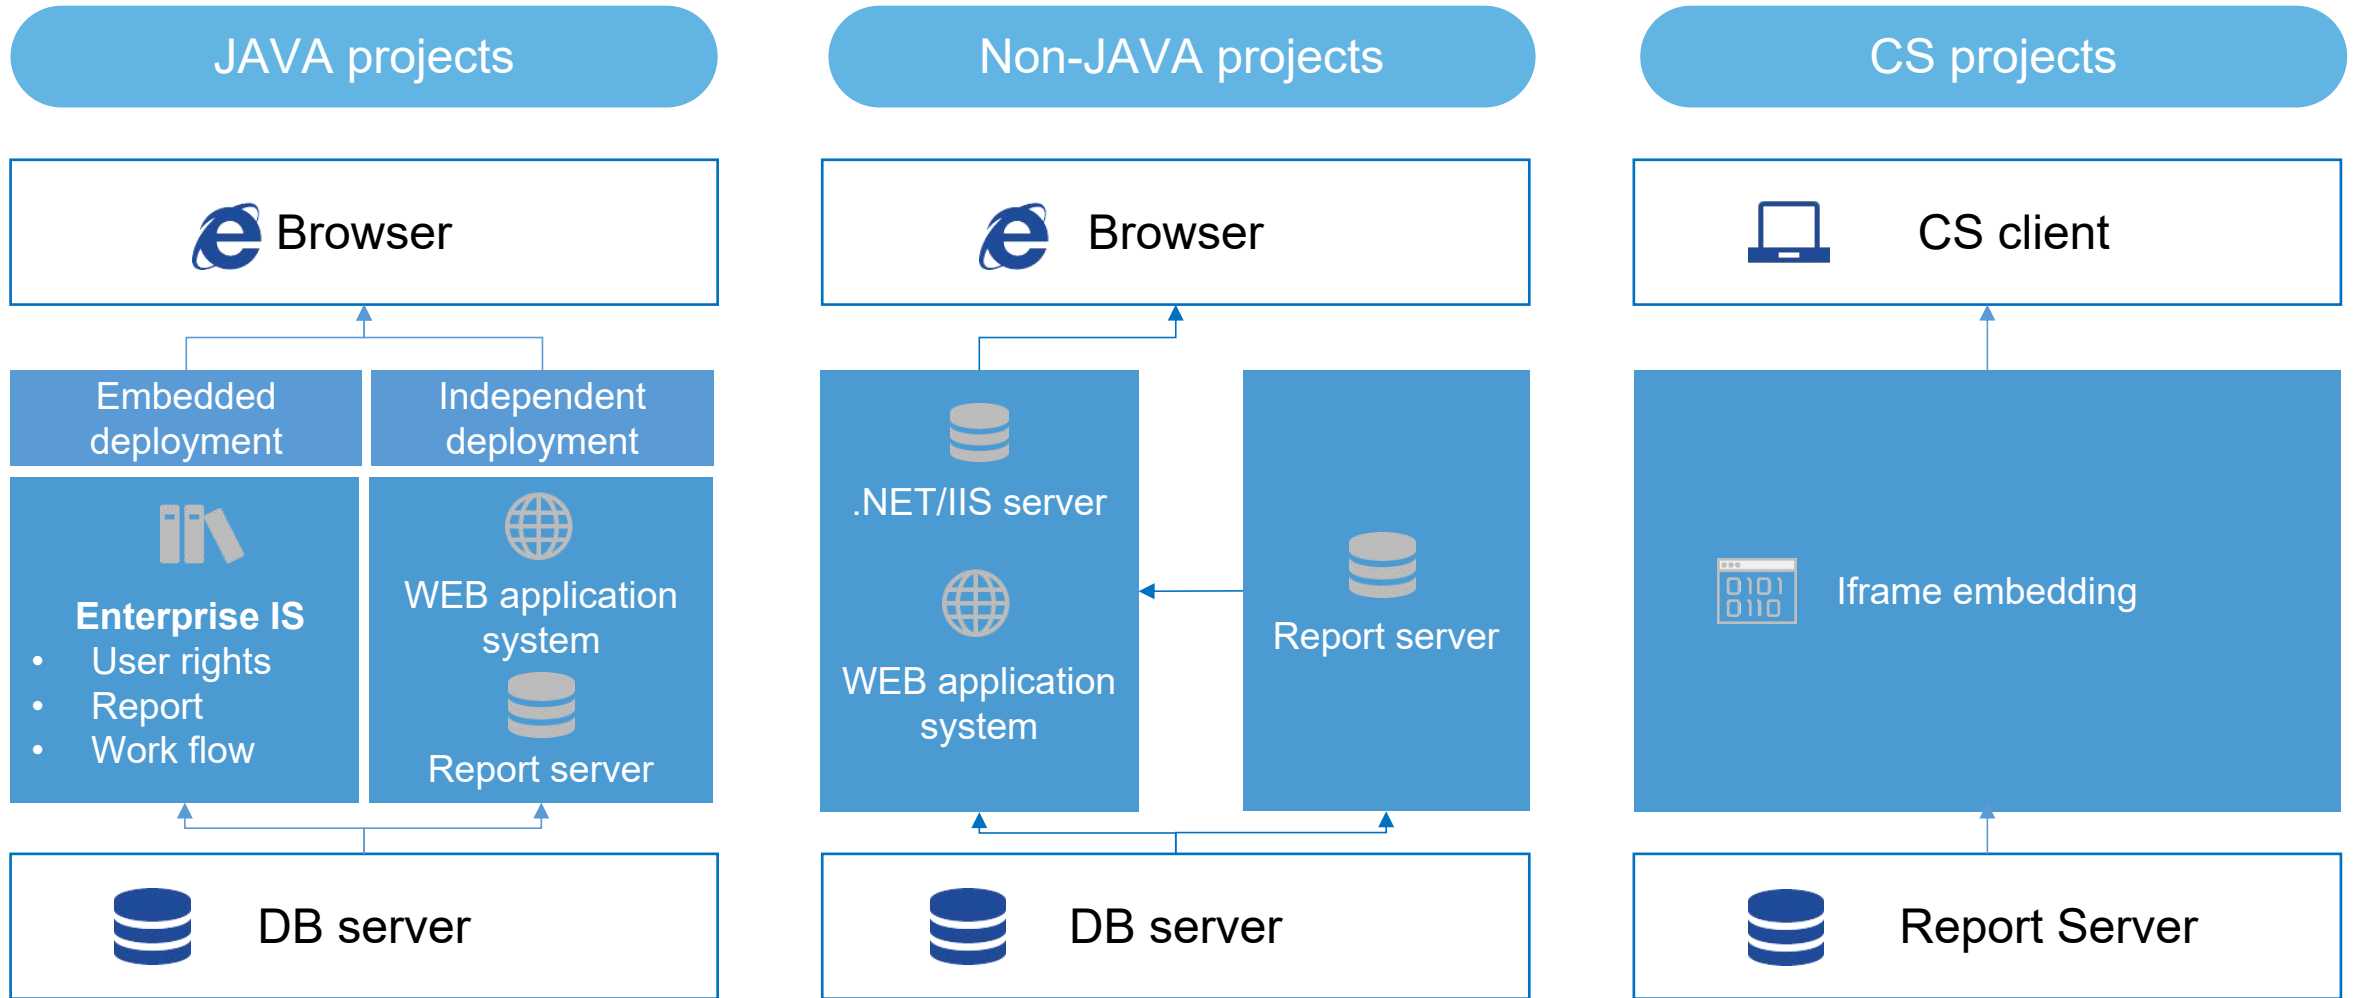 JAVA projects
Browser
Embedded
deployment
Independent
deployment
Enterprise IS
• User rights
• Report
• Work flow
WEB application
system
Report server
DB server
Non-JAVA projects
Browser
.NET/IIS server
WEB application
system
Report server
DB server
CS projects
CS client
0101
0110
Iframe embedding
Report Server